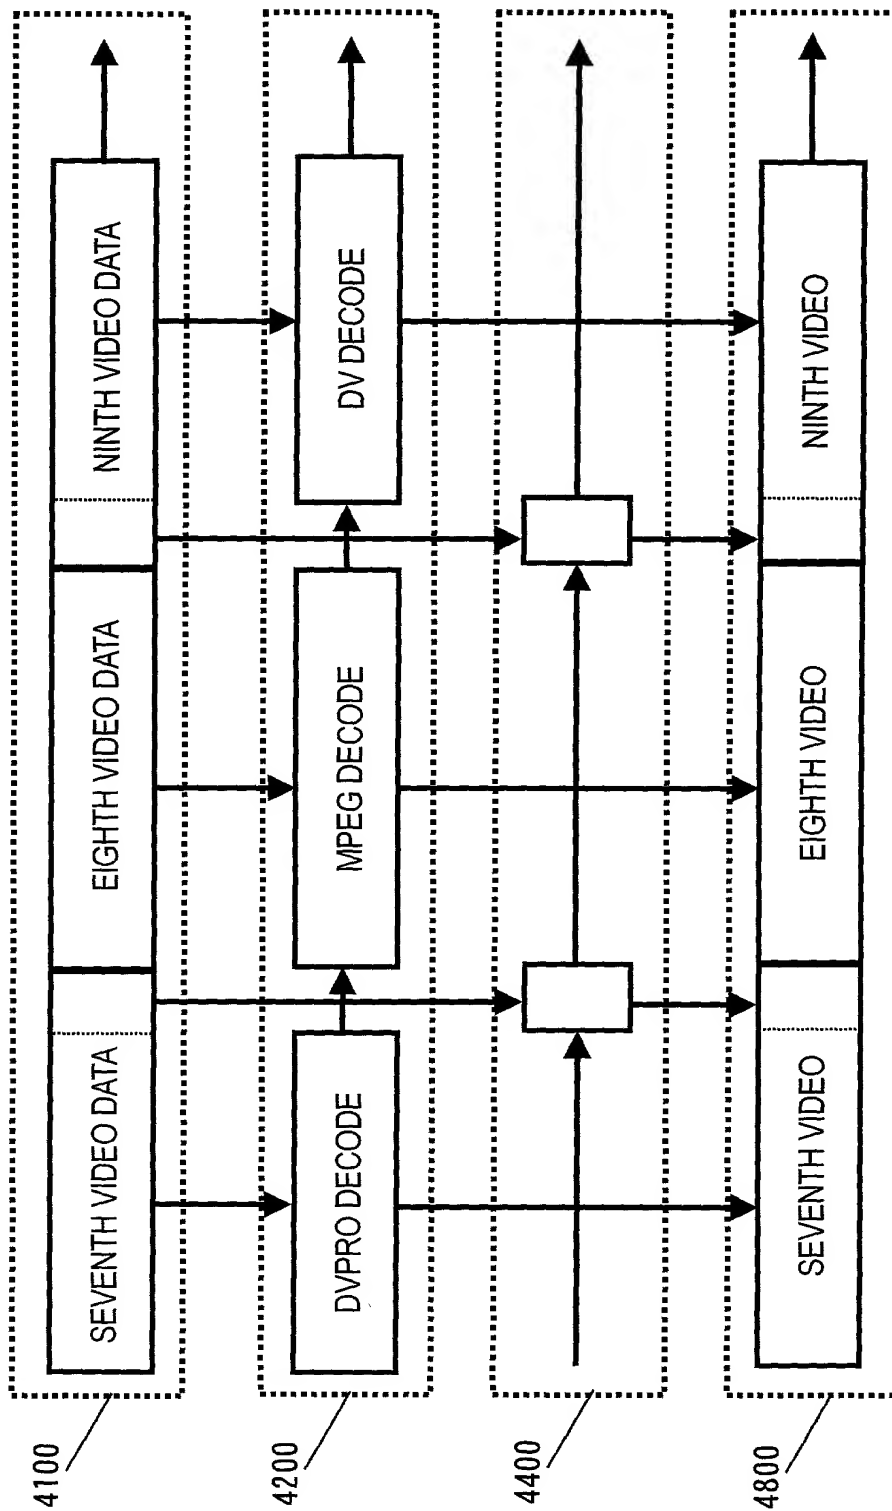 4100
SEVENTH VIDEO DATA
EIGHTH VIDEO DATA
NINTH VIDEO DATA
4200
DVPRO DECODE
MPEG DECODE
DV DECODE
4400
4800
SEVENTH VIDEO
EIGHTH VIDEO
NINTH VIDEO